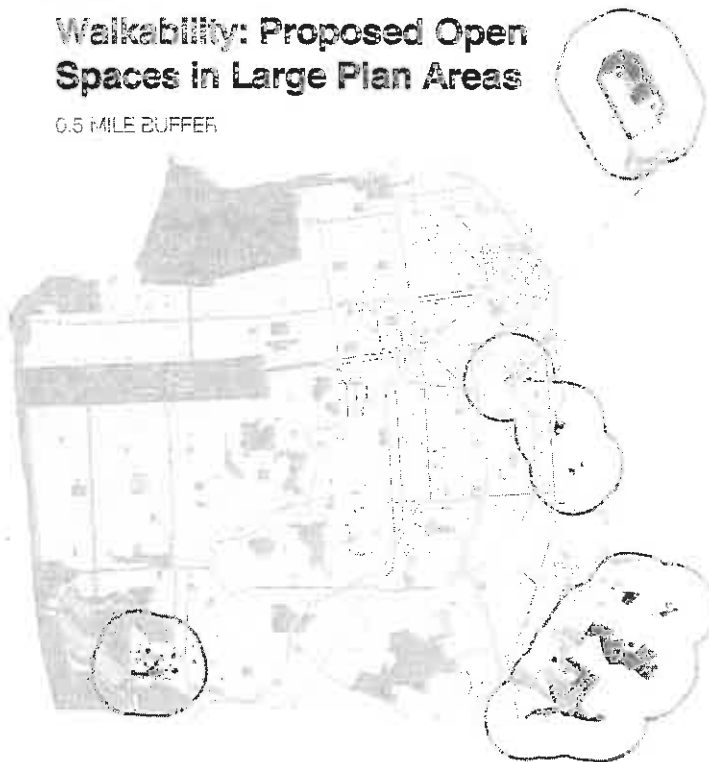 Walkability: Proposed Open
Spaces in Large Plan Areas
0.5 MILE BUFFER